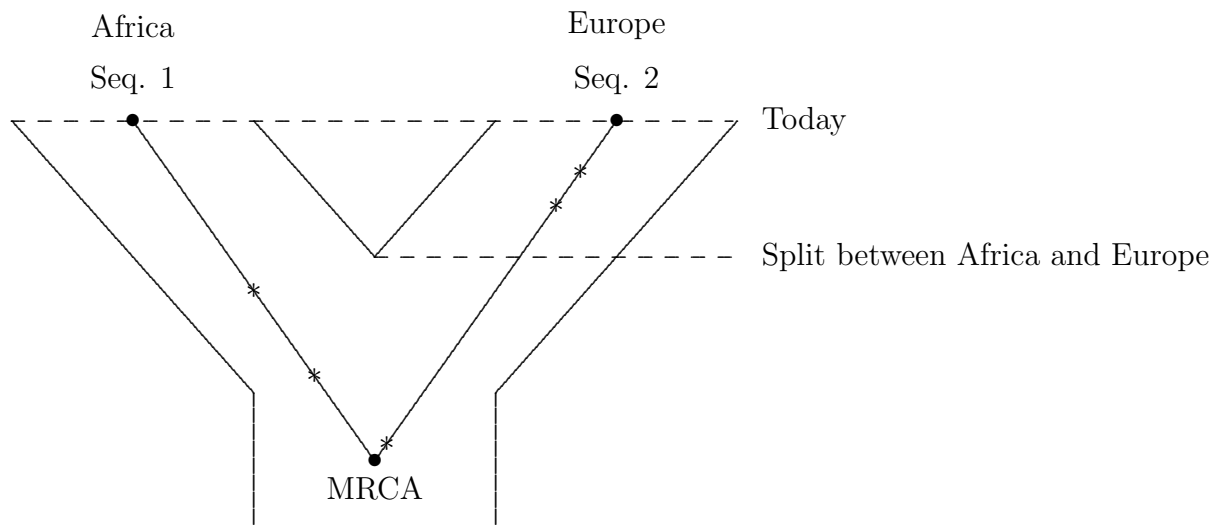 Africa
Europe
Seq. 1
Seq. 2
Today
Split between Africa and Europe
MRCA